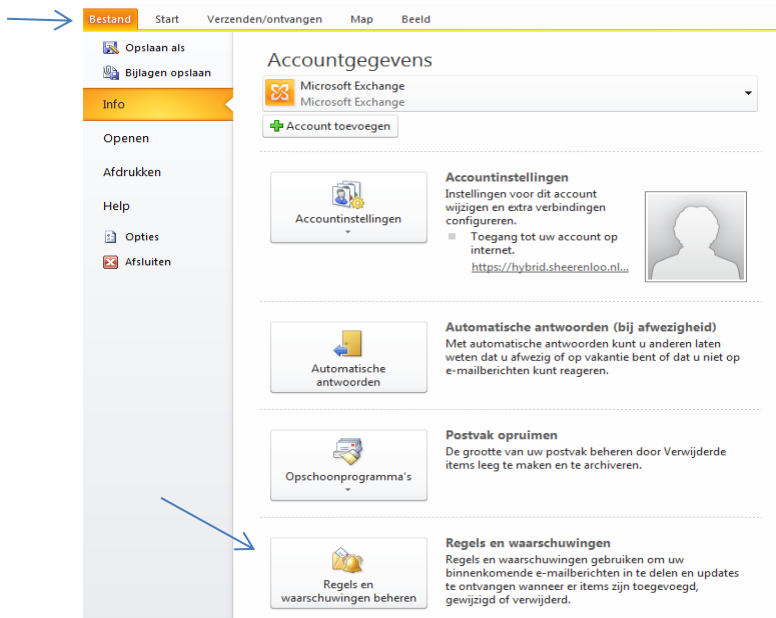 Bestand Start Verzenden/ontvangen Map Beeld
Opslaan als
Bijlagen opslaan
Info
Openen
Afdrukken
Help
Opties
Afsluiten
Accountgegevens
Microsoft Exchange
Microsoft Exchange
Account toevoegen
Accountinstellingen
Accountinstellingen
Instellingen voor dit account
wijzigen en extra verbindingen
configureren.
Toegang tot uw account op
internet.
https://hybrid.sheerenloo.nl...
Automatische
antwoorden
Automatische antwoorden (bij afwezigheid)
Met automatische antwoorden kunt u anderen laten
weten dat u afwezig of op vakantie bent of dat u niet op
e-mailberichten kunt reageren.
Opschoonprogramma's
Postvak opruimen
De grootte van uw postvak beheren door Verwijderde
items leeg te maken en te archiveren.
Regels en
waarschuwingen beheren
Regels en waarschuwingen
Regels en waarschuwingen gebruiken om uw
binnenkomende e-mailberichten in te delen en updates
te ontvangen wanneer er items zijn toegevoegd,
gewijzigd of verwijderd.